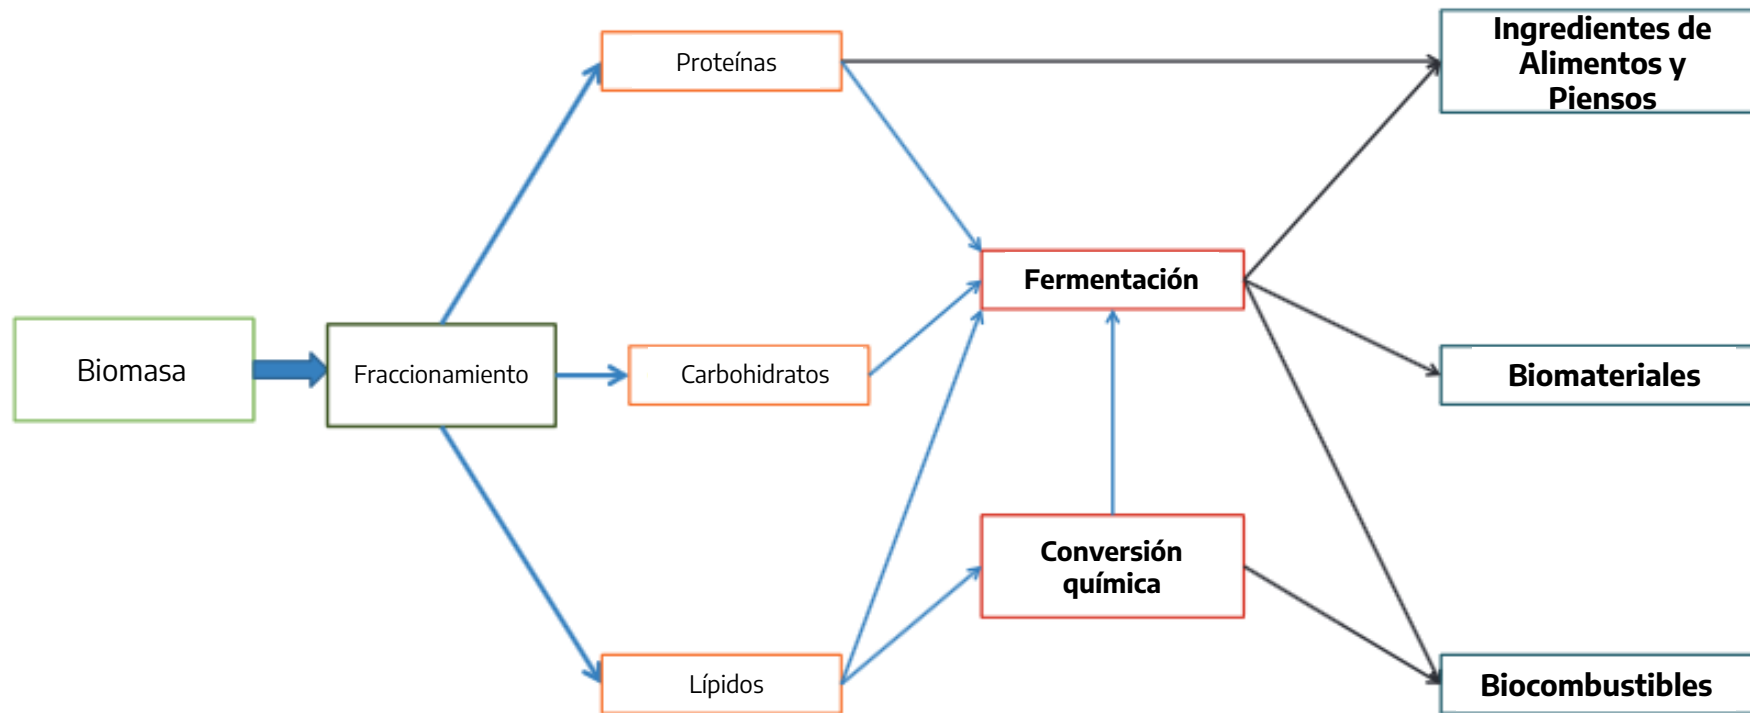 Proteínas
Ingredientes de
Alimentos y
Piensos
Fermentación
Biomasa
Fraccionamiento
Carbohidratos
Biomateriales
Conversión
química
Lípidos
Biocombustibles